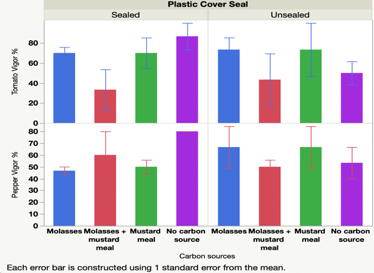 Plastic Cover Seal
Sealed
Unsealed
Tomato Vigor %
80
60
40
20
0
Pepper Vigor %
80
70
60
50
40
30
20
10
0
Molasses
Molasses +
mustard
meal
Mustard
meal
No carbon
source
Molasses
Molasses +
mustard
meal
Mustard
meal
No carbon
source
Carbon sources
Each error bar is constructed using 1 standard error from the mean.